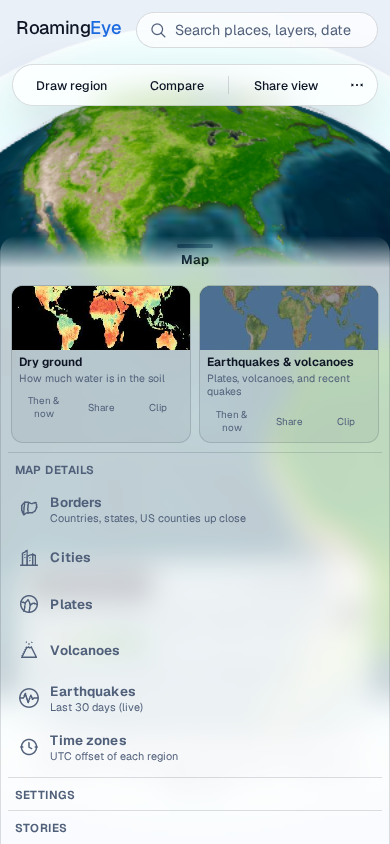 RoamingEye
Search places, layers, date
Draw region
Compare
Share view
Map
Dry ground
How much water is in the soil
Then &
now
Share
Clip
Earthquakes & volcanoes
Plates, volcanoes, and recent
quakes
Then &
now
Share
Clip
MAP DETAILS
Borders
Countries, states, US counties up close
Cities
Plates
Volcanoes
Earthquakes
Last 30 days (live)
Time zones
UTC offset of each region
SETTINGS
STORIES